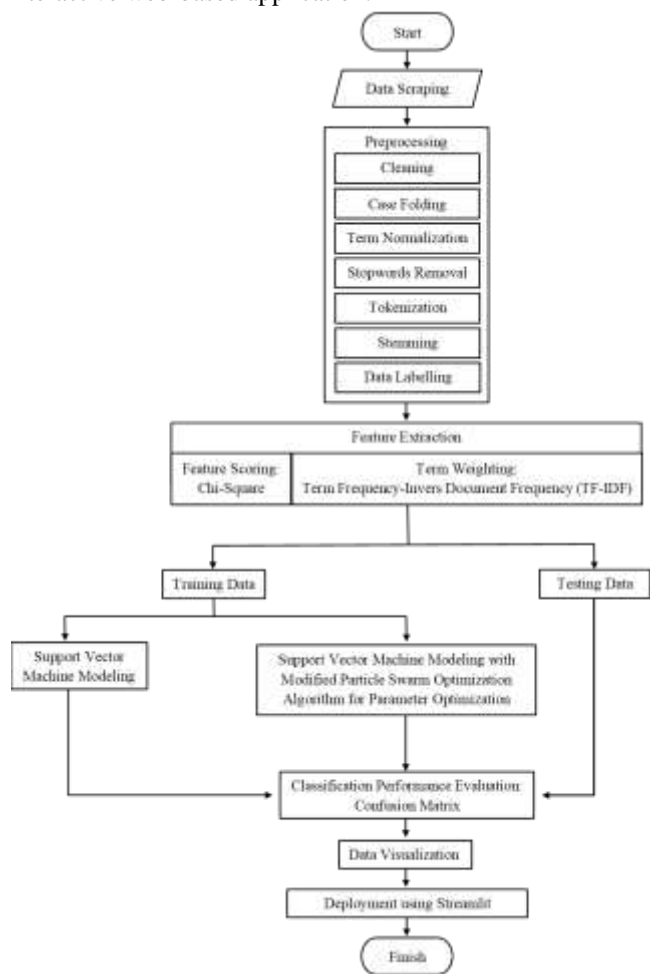 web based application.
Start
Data Scraping
Preprocessing
Cleaning
Case Folding
Term Normalization
Stopwords Removal
Tokenization
Stemming
Data Labelling
Feature Extraction
Feature Scoring:
Chi-Square
Term Weighting:
Term Frequency-Invers Document Frequency (TF-IDF)
Training Data
Testing Data
Support Vector
Machine Modeling
Support Vector Machine Modeling with
Modified Particle Swarm Optimization
Algorithm for Parameter Optimization
Classification Performance Evaluation:
Confusion Matrix
Data Visualization
Deployment using Streamlit
Finish